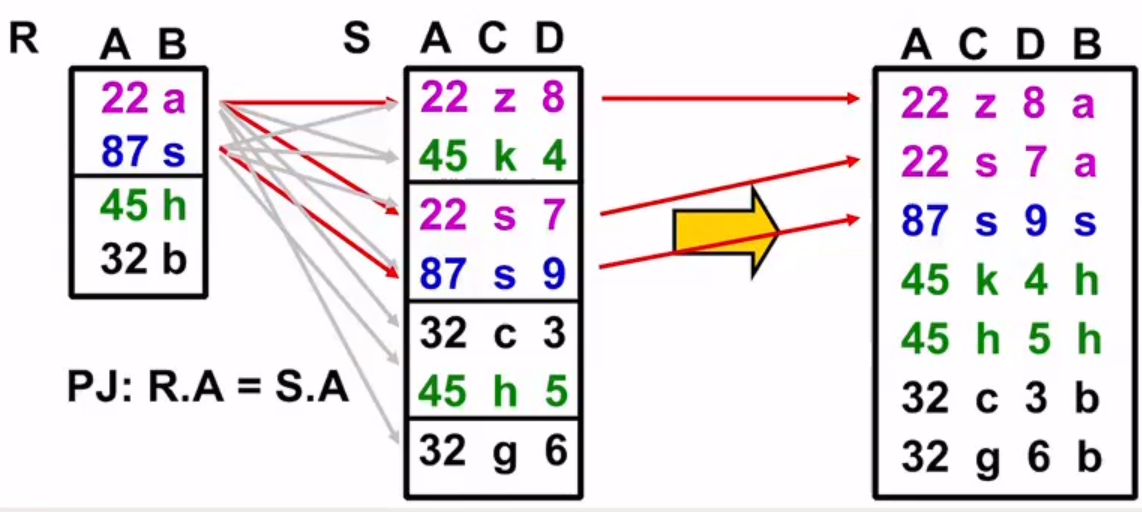 R
A B
22 a
87 s
45 h
32 b
PJ: R.A = S.A
S
A C D
22 z 8
45 k 4
22 s 7
87 s 9
32 c 3
45 h 5
32 g 6
A C D B
22 z 8 a
22 s 7 a
87 s 9 s
45 k 4 h
45 h 5 h
32 c 3 b
32 g 6 b